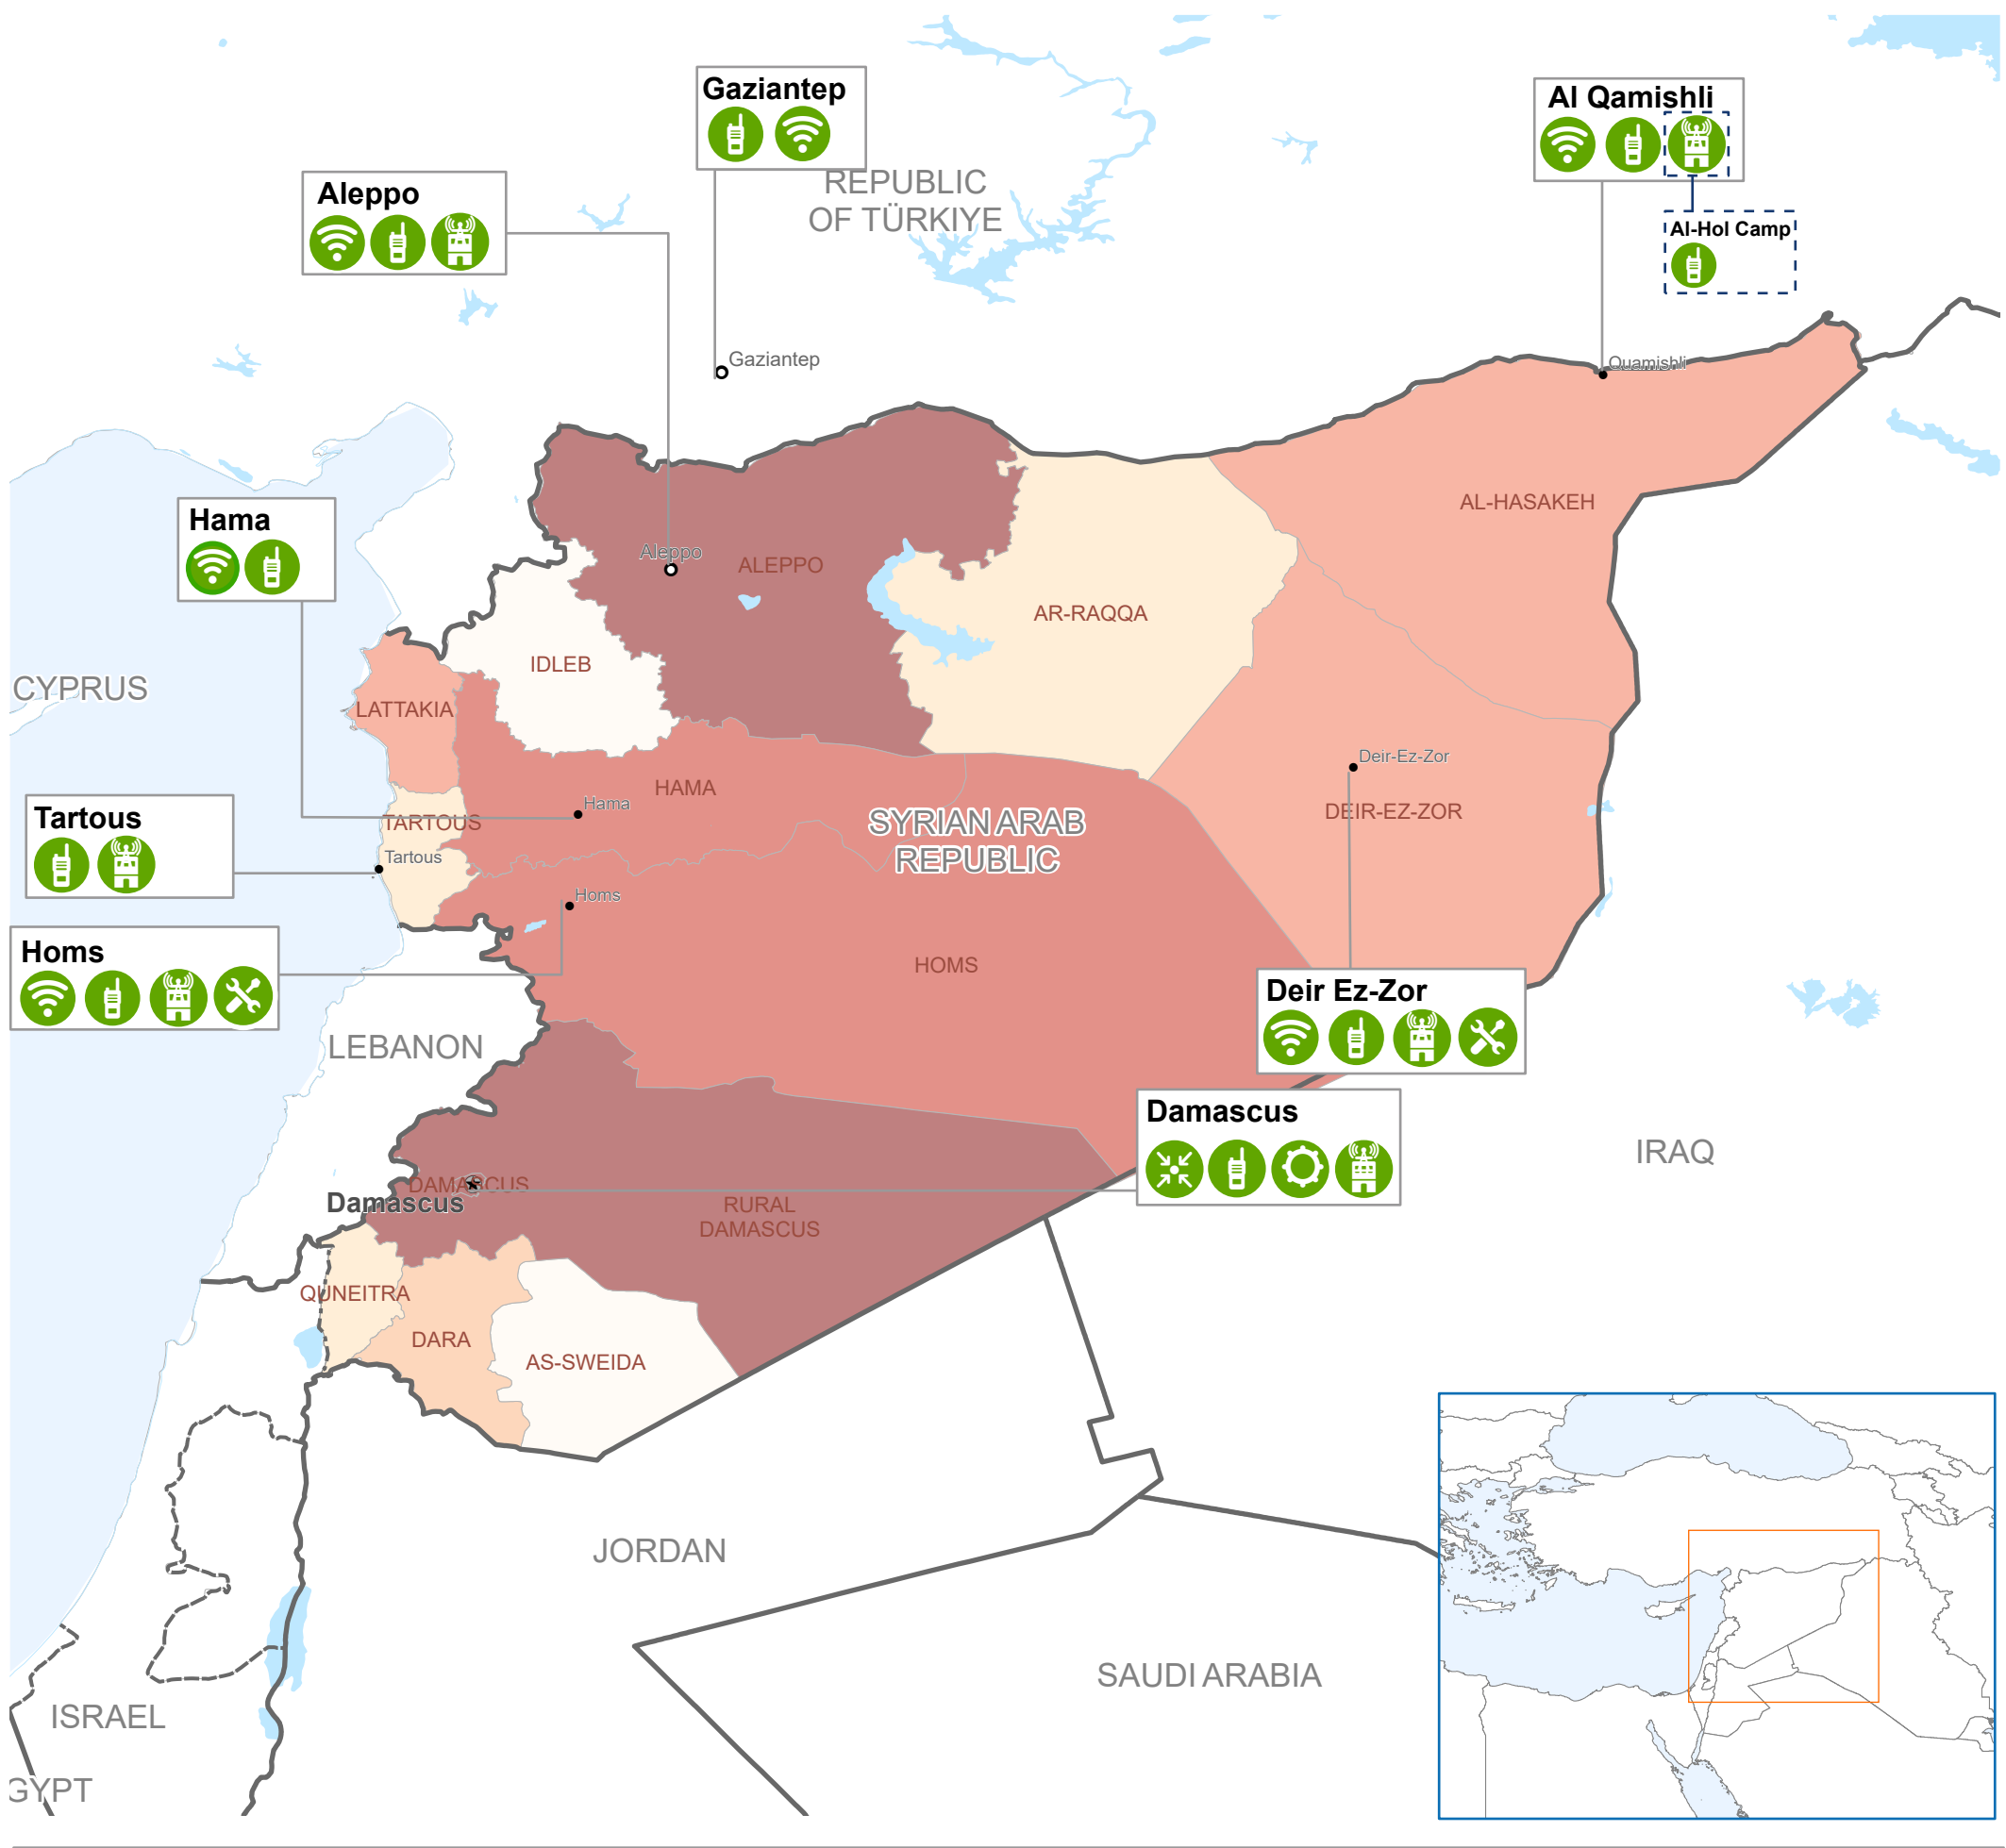 Gaziantep
Al Qamishli
Aleppo
REPUBLIC
OF TÜRKIYE
Al-Hol Camp
Gaziantep
Quamishli
AL-HASAKEH
Hama
Aleppo
ALEPPO
AR-RAQQA
IDLEB
CYPRUS
LATTAKIA
Deir-Ez-Zor
HAMA
Hama
Tartous
TARTOUS
SYRIAN ARAB
REPUBLIC
DEIR-EZ-ZOR
Tartous
Homs
Homs
HOMS
Deir Ez-Zor
LEBANON
Damascus
IRAQ
DAMASCUS
Damascus
RURAL
DAMASCUS
QUNEITRA
DARA
AS-SWEIDA
JORDAN
SAUDI ARABIA
ISRAEL
GYPT